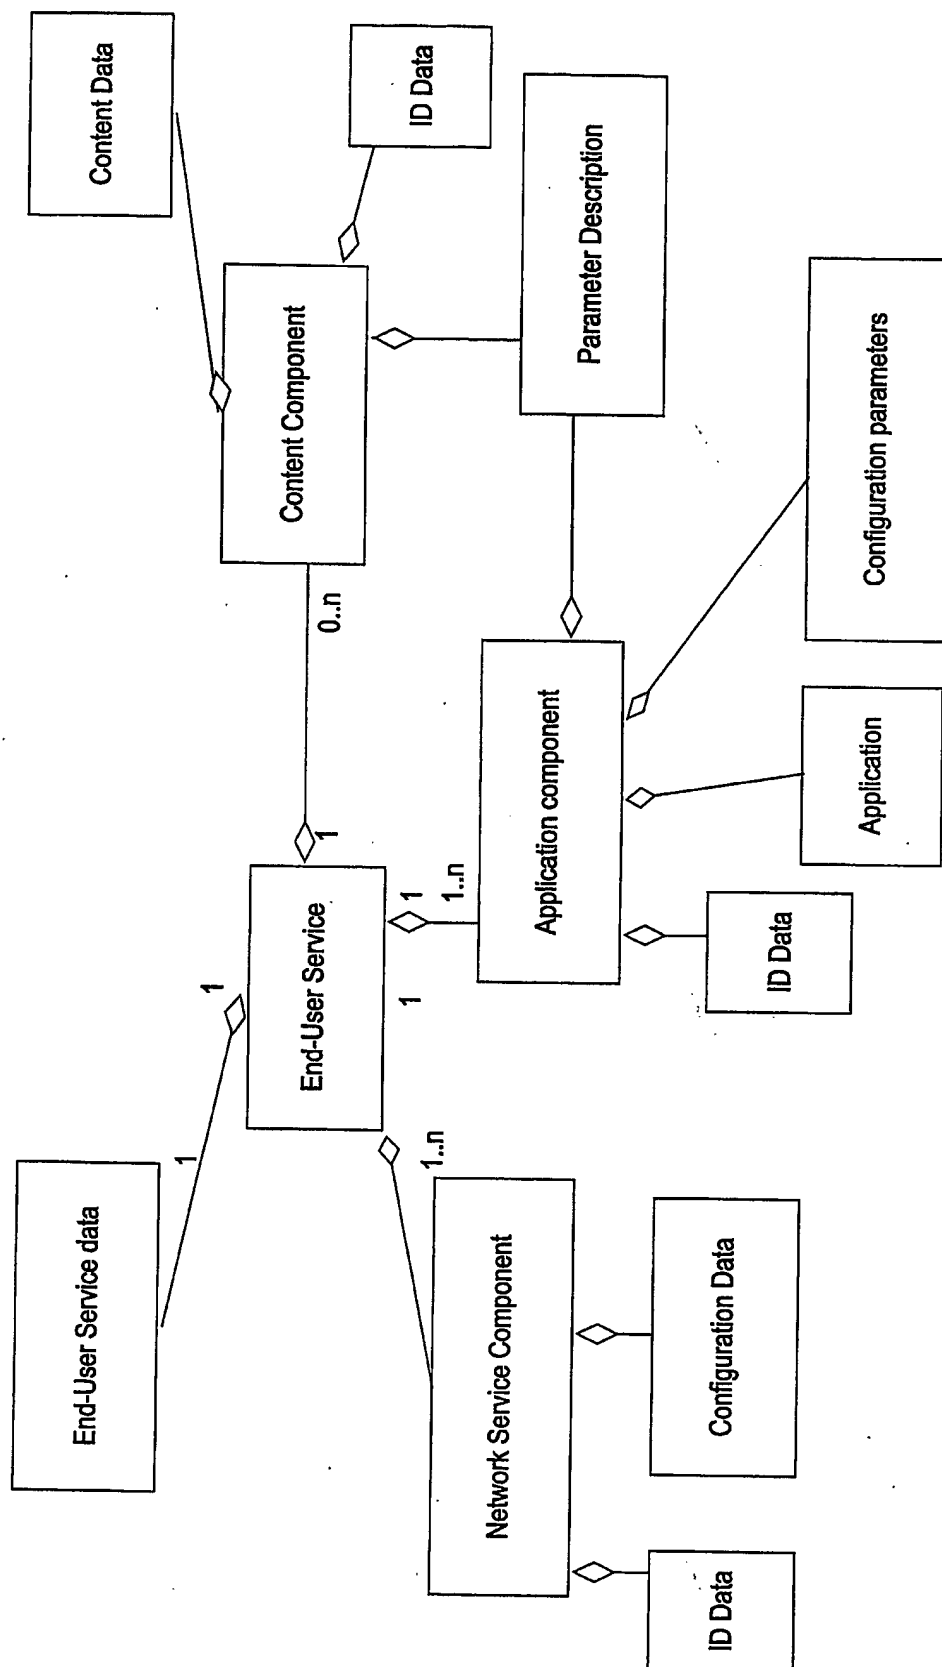 End-User Service data
Content Data
1
1
End-User Service
1
0..n
Content Component
ID Data
1
1
1..n
1..n
Network Service Component
Application component
Parameter Description
ID Data
Configuration Data
ID Data
Application
Configuration parameters